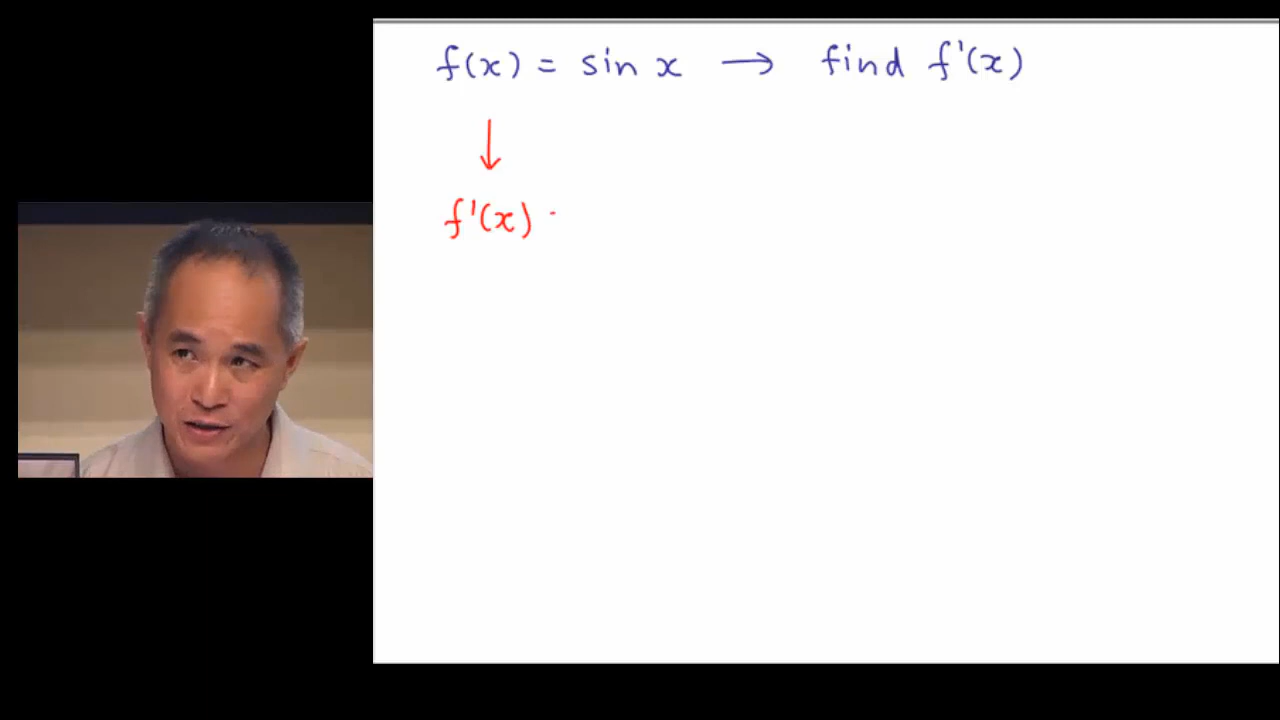 f(x) = sin x → find f'(x)
↓
f'(x)